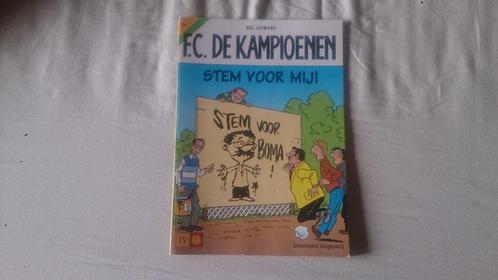 HEC LEEMANS
F.C. DE KAMPIOENEN
STEM VOOR MIJ!
STEM VOOR
BOMA
!
Standaard Uitgeverij